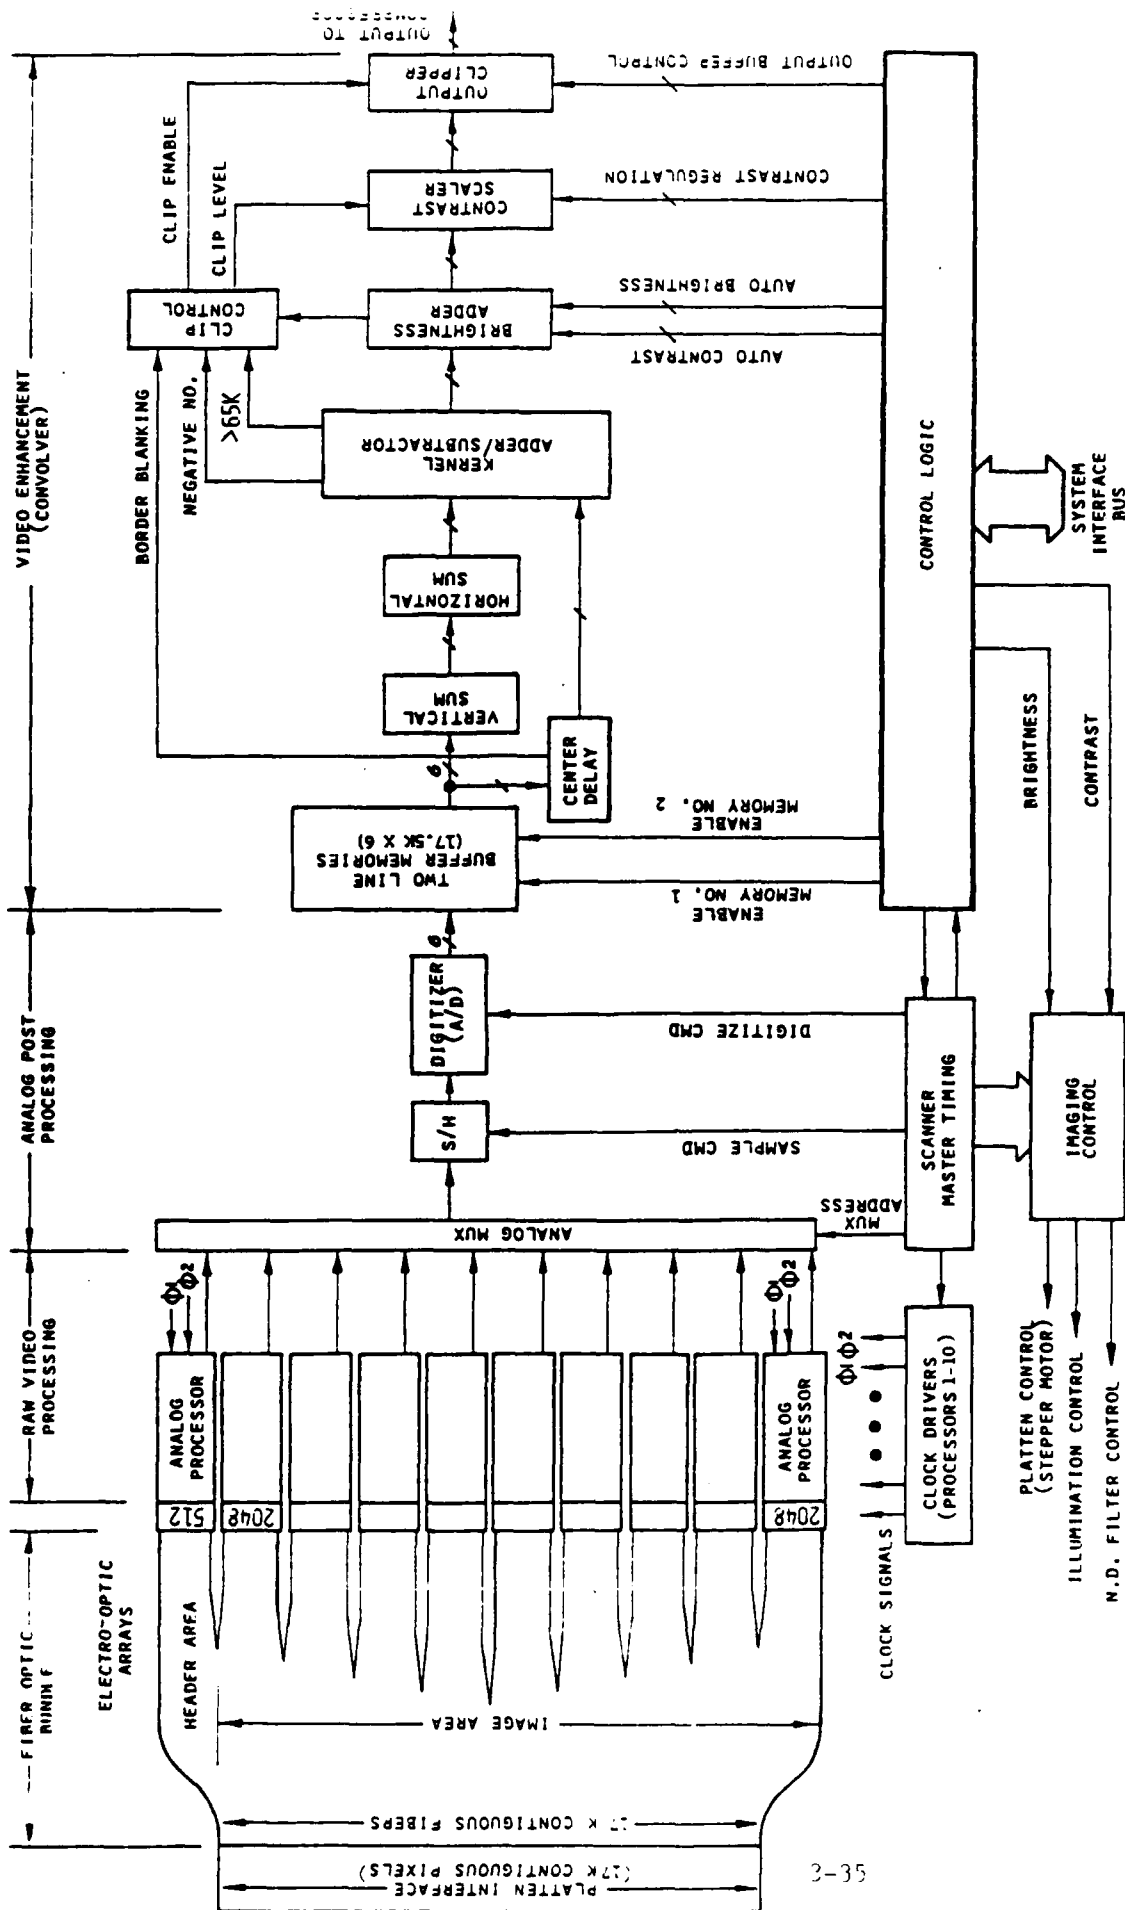 FIBER OPTIC
BUNDLE
RAW VIDEO
PROCESSING
ANALOG POST
PROCESSING
VIDEO ENHANCEMENT
(CONVOLVER)
ELECTRO-OPTIC
ARRAYS
HEADER AREA
PLATTEN INTERFACE
(17K CONTIGUOUS PIXELS)
17 K CONTIGUOUS FIBERS
IMAGE AREA
512
2048
2048
ANALOG
PROCESSOR
ANALOG
PROCESSOR
Φ1
Φ2
Φ1
Φ2
ANALOG MUX
MUX
ADDRESS
S/H
DIGITIZER
(A/D)
6
SAMPLE CMD
DIGITIZE CMD
TWO LINE
BUFFER MEMORIES
(17.5K X 6)
ENABLE
MEMORY NO. 1
ENABLE
MEMORY NO. 2
6
CENTER
DELAY
VERTICAL
SUM
HORIZONTAL
SUM
KERNEL
ADDER/SUBTRACTOR
BORDER BLANKING
NEGATIVE NO.
>65K
CLIP
CONTROL
CLIP ENABLE
CLIP LEVEL
BRIGHTNESS
ADDER
CONTRAST
SCALER
OUTPUT
CLIPPER
OUTPUT TO
AUTO CONTRAST
AUTO BRIGHTNESS
CONTRAST REGULATION
OUTPUT BUFFER CONTROL
CONTROL LOGIC
SYSTEM
INTERFACE
BUS
BRIGHTNESS
CONTRAST
SCANNER
MASTER TIMING
IMAGING
CONTROL
CLOCK SIGNALS
Φ1 Φ2
CLOCK DRIVERS
(PROCESSORS 1-10)
PLATTEN CONTROL
(STEPPER MOTOR)
ILLUMINATION CONTROL
N.D. FILTER CONTROL
3-35